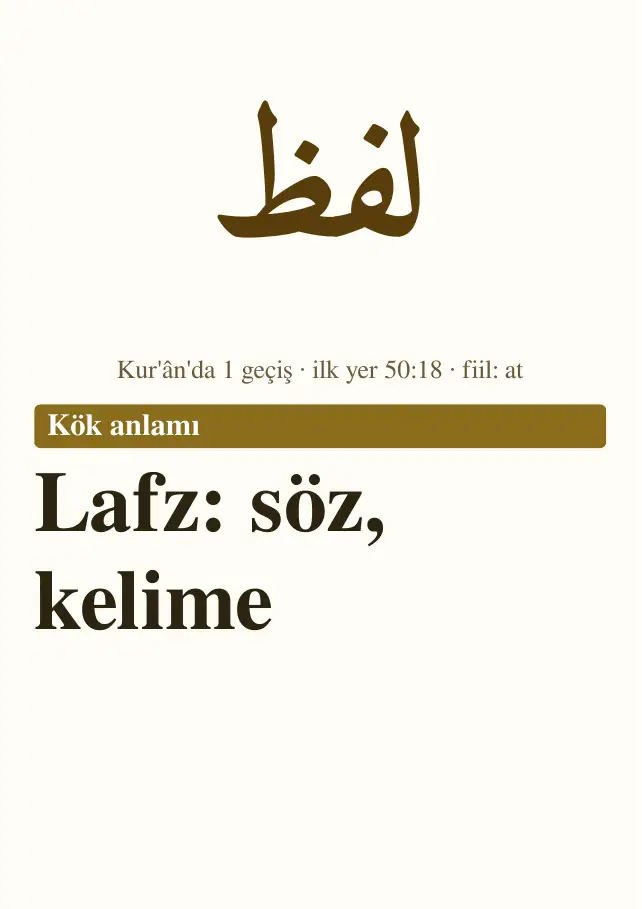 لفظ
Kur'ân'da 1 geçiş · ilk yer 50:18 · fiil: at
Kök anlamı
Lafz: söz,
kelime